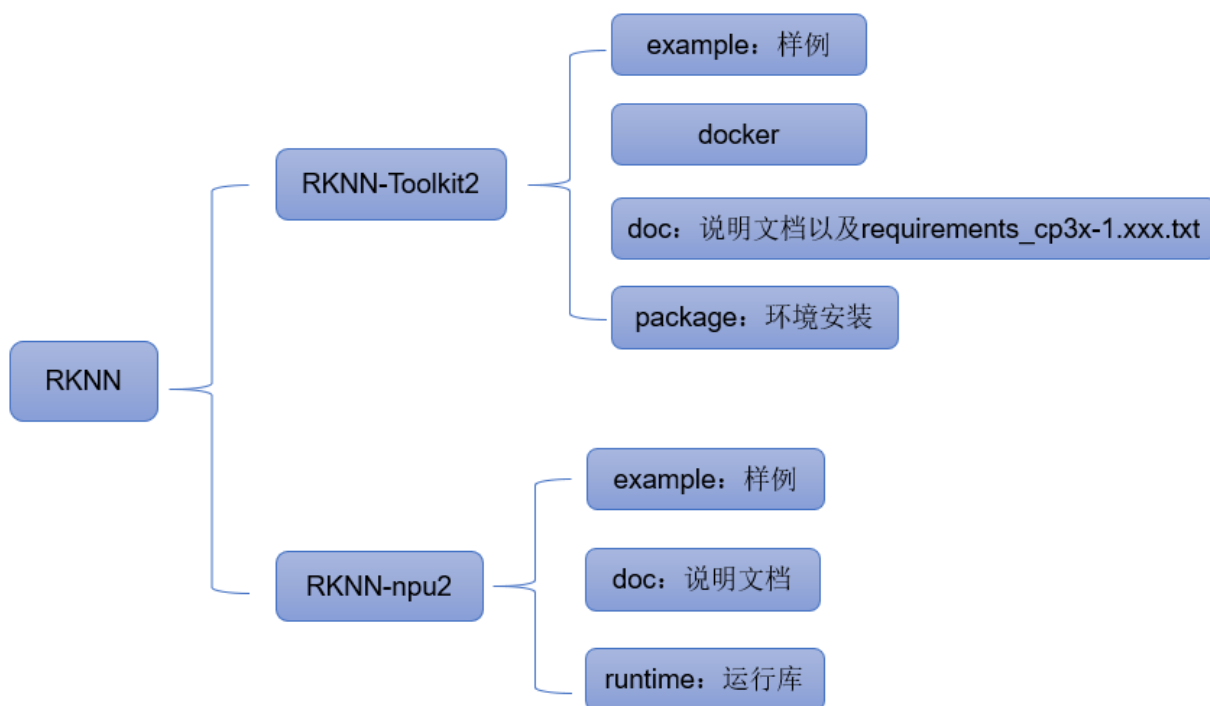 RKNN
RKNN-Toolkit2
example：样例
docker
doc：说明文档以及requirements_cp3x-1.xxx.txt
package：环境安装
RKNN-npu2
example：样例
doc：说明文档
runtime：运行库